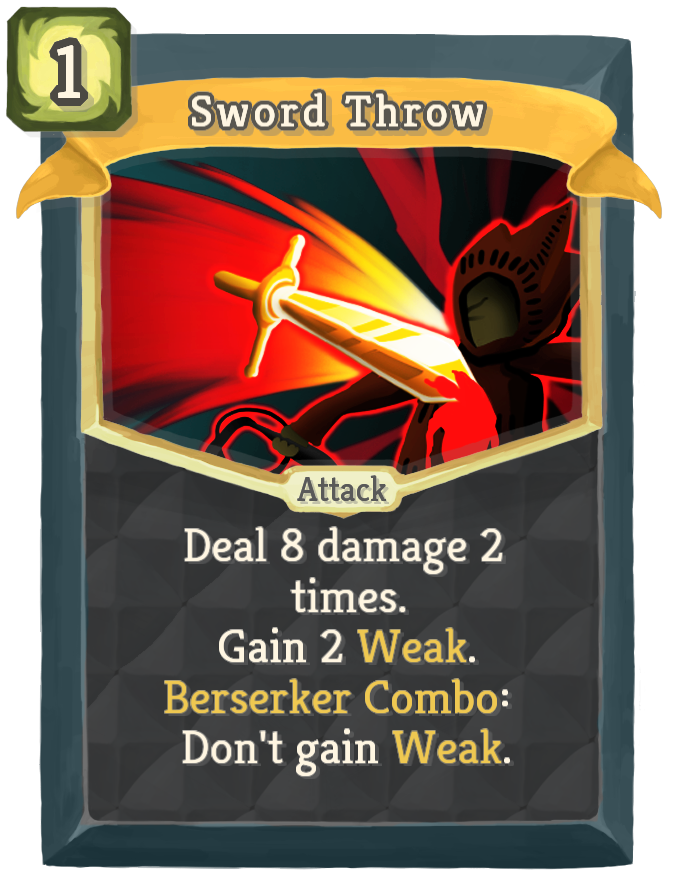 1
Sword Throw
Attack
Deal 8 damage 2
times.
Gain 2 Weak.
Berserker Combo:
Don't gain Weak.